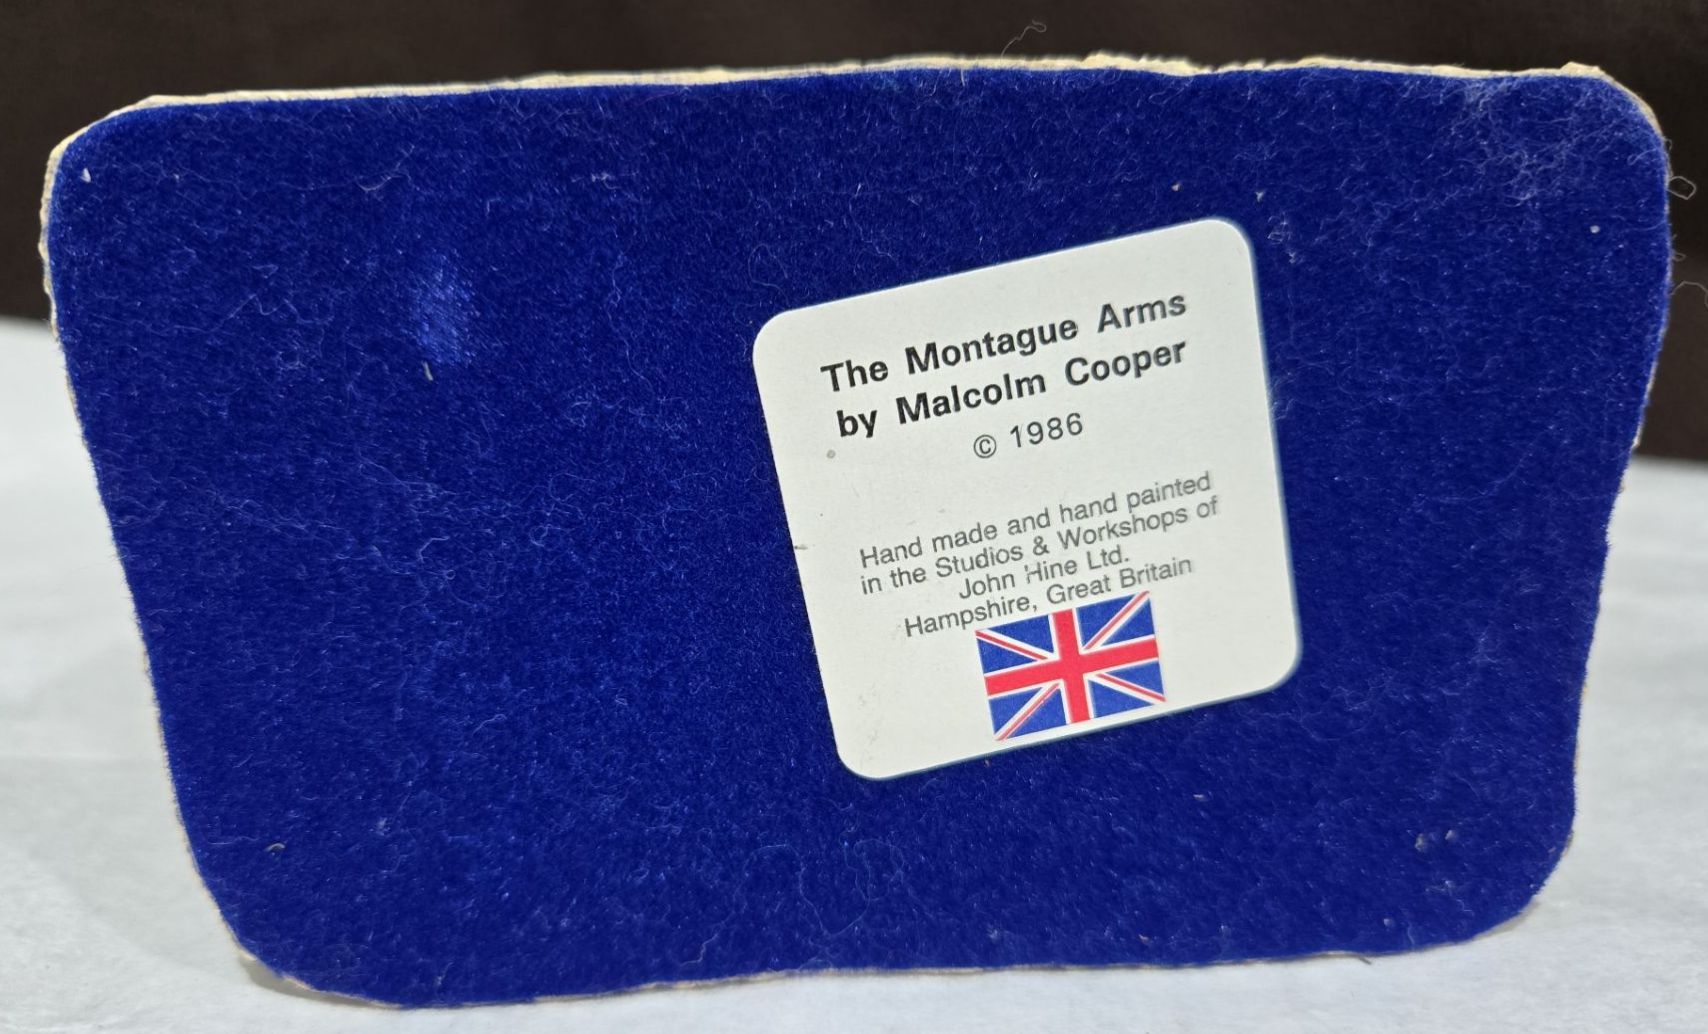 The Montague Arms
by Malcolm Cooper
© 1986
Hand made and hand painted
in the Studios & Workshops of
John Hine Ltd.
Hampshire, Great Britain